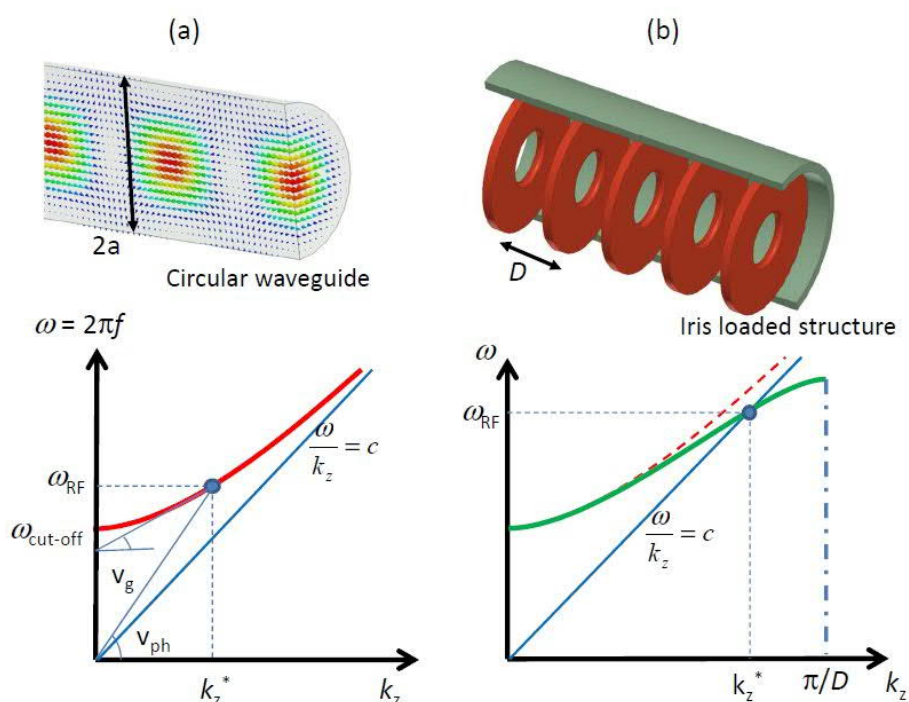 (a)
2a
Circular waveguide
ω = 2πf
ω_RF
ω_cut-off
v_g
v_ph
ω/k_z = c
k_z*
k_z
(b)
D
Iris loaded structure
ω
ω_RF
ω/k_z = c
k_z*
π/D
k_z